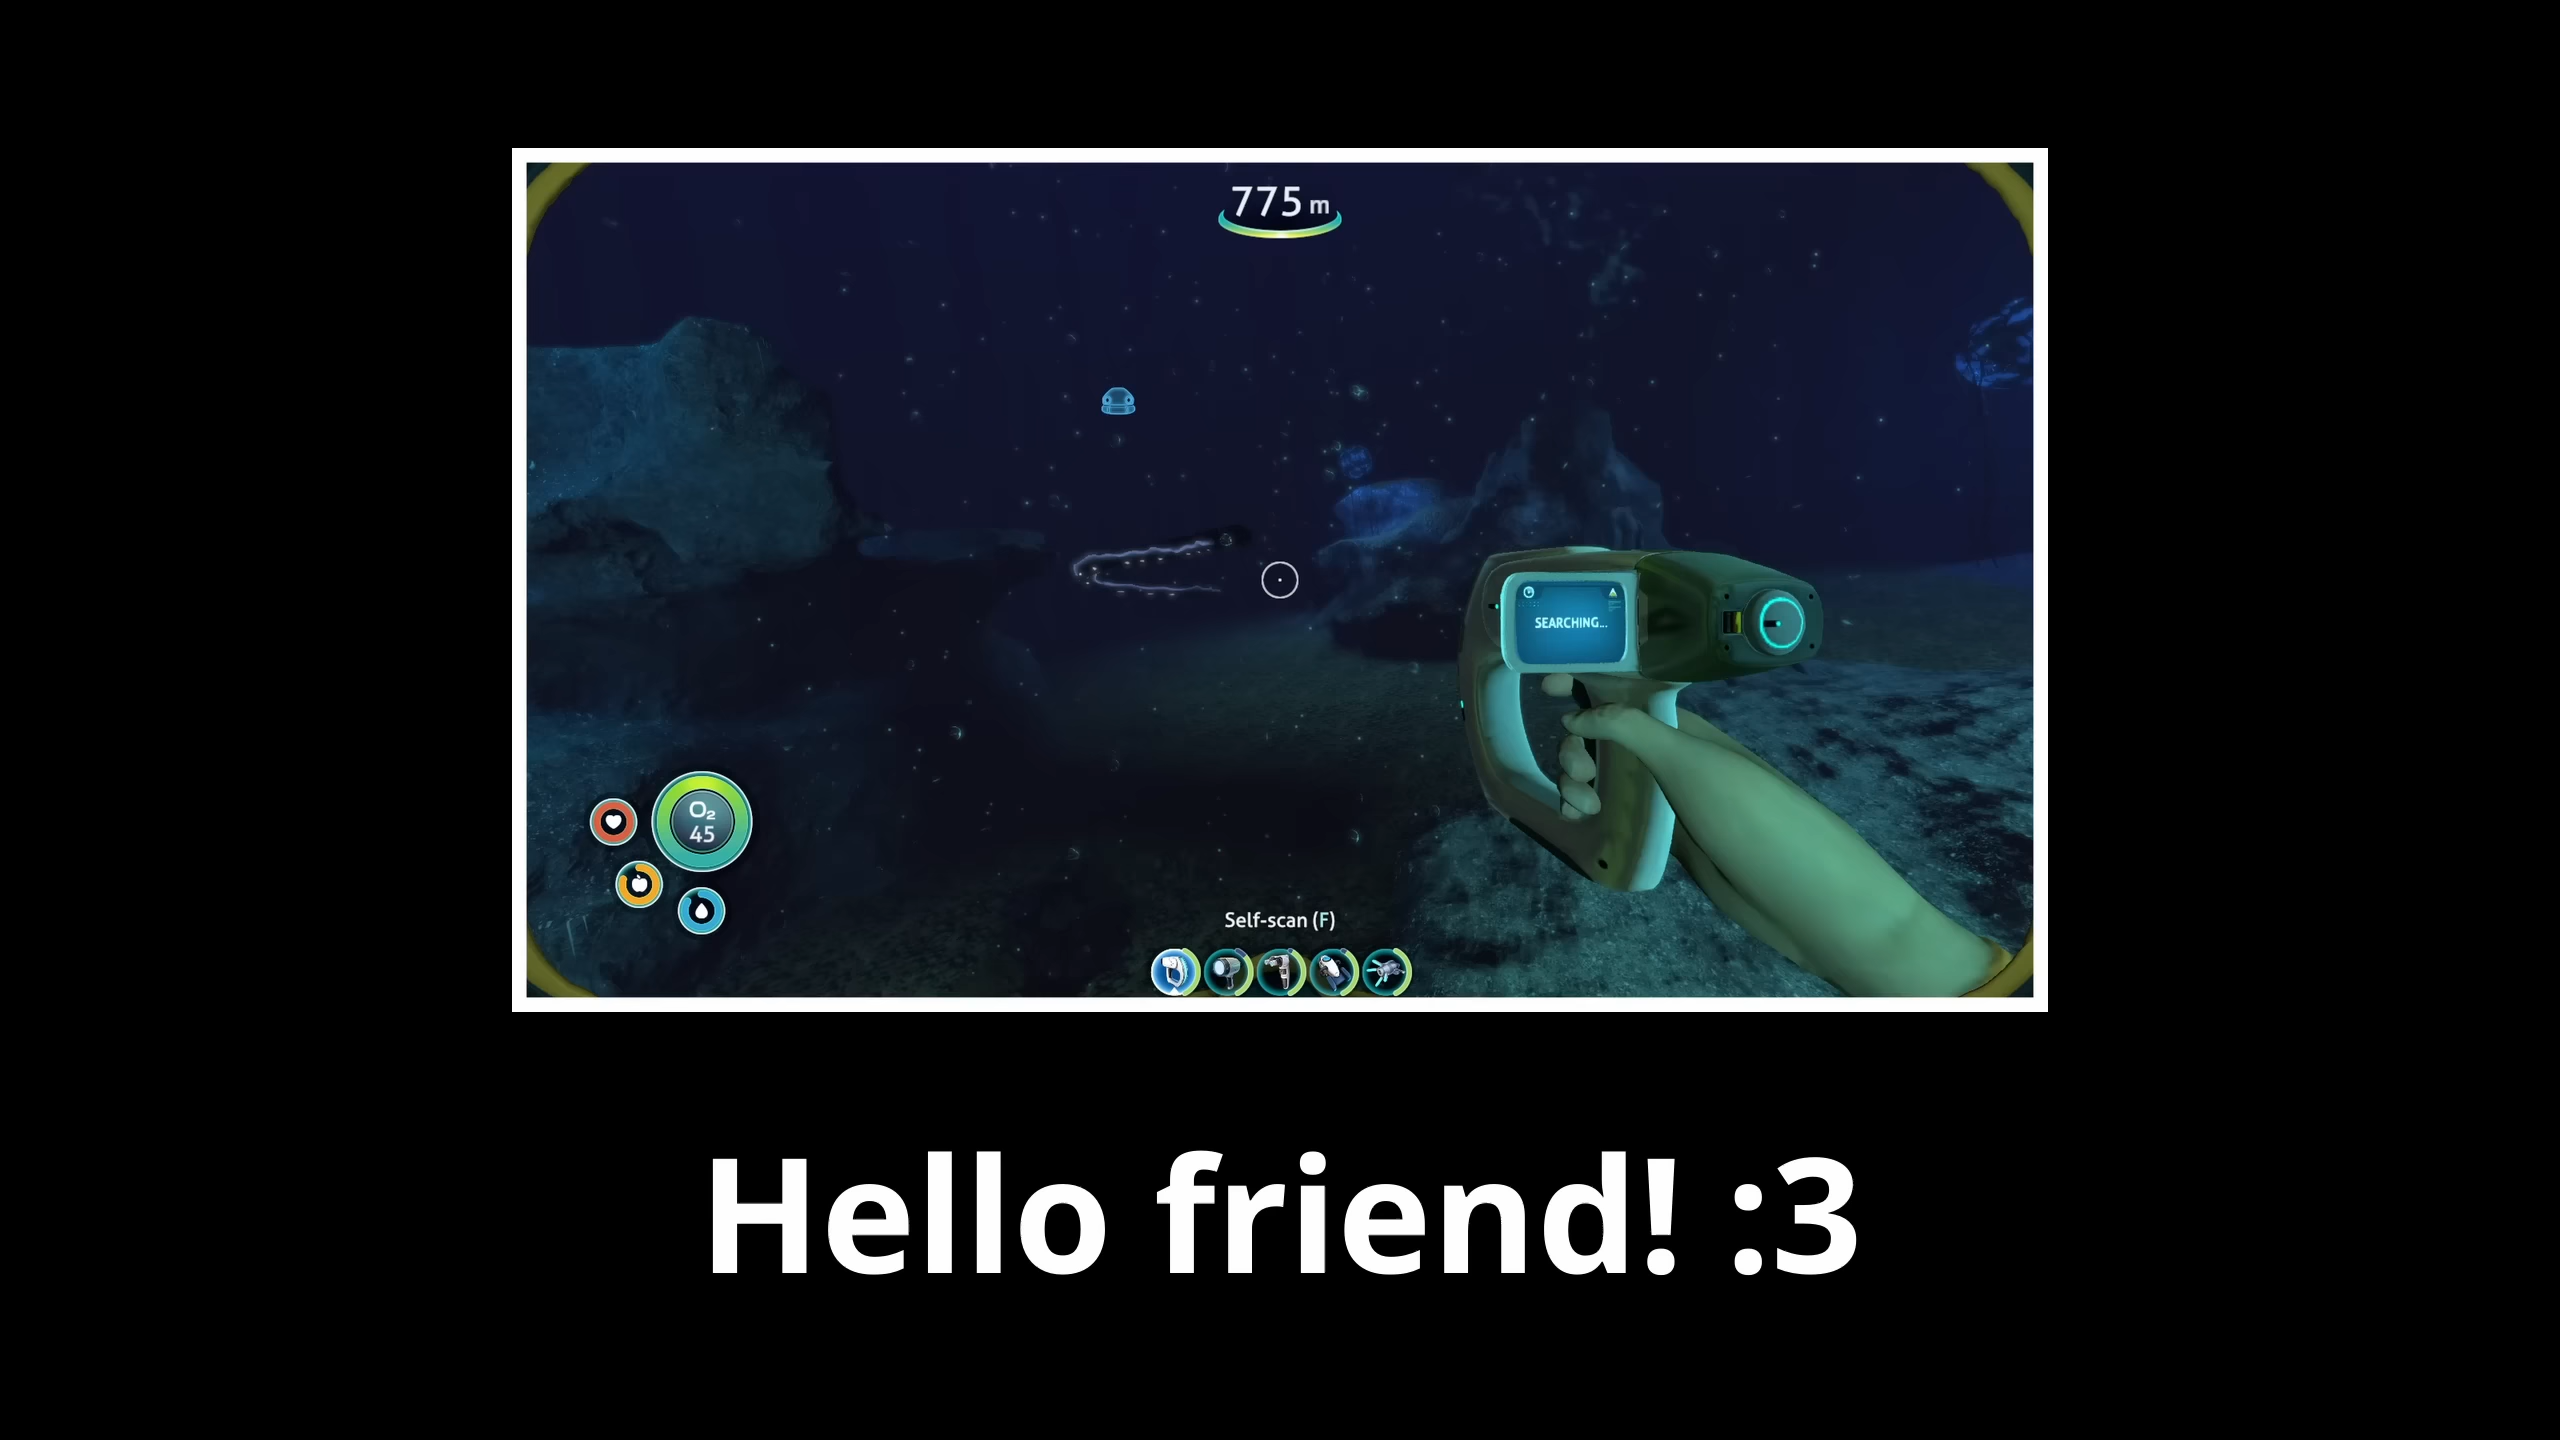 775 m
SEARCHING...
O₂
45
Self-scan (F)
Hello friend! :3